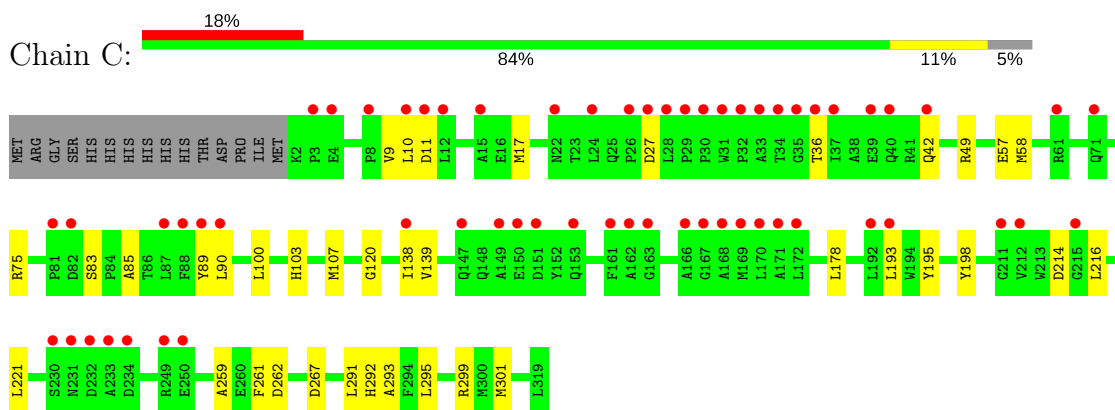 18%
Chain C:
84% 11% 5%
MET ARG GLY SER HIS HIS HIS HIS HIS HIS THR ASP PRO ILE MET K2 P3 E4 P8 V9 L10 D11 L12 A15 E16 M17 N22 T23 L24 Q25 P26 D27 L28 P29 P30 W31 P32 A33 T34 G35 T36 I37 A38 E39 Q40 R41 Q42 R49 E57 M58 R61 Q71
R75 P81 D82 S83 P84 A85 T86 L87 F88 Y89 L90 L100 H103 M107 G120 I138 V139 Q147 Q148 A149 E150 D151 Y152 Q153 F161 A162 G163 A166 G167 A168 M169 L170 A171 L172 L178 L192 L193 W194 Y195 Y198 G211 V212 W213 D214 G215 L216
L221 S230 N231 D232 A233 D234 R249 E250 A259 E260 F261 D262 D267 L291 H292 A293 F294 L295 R299 M300 M301 L319